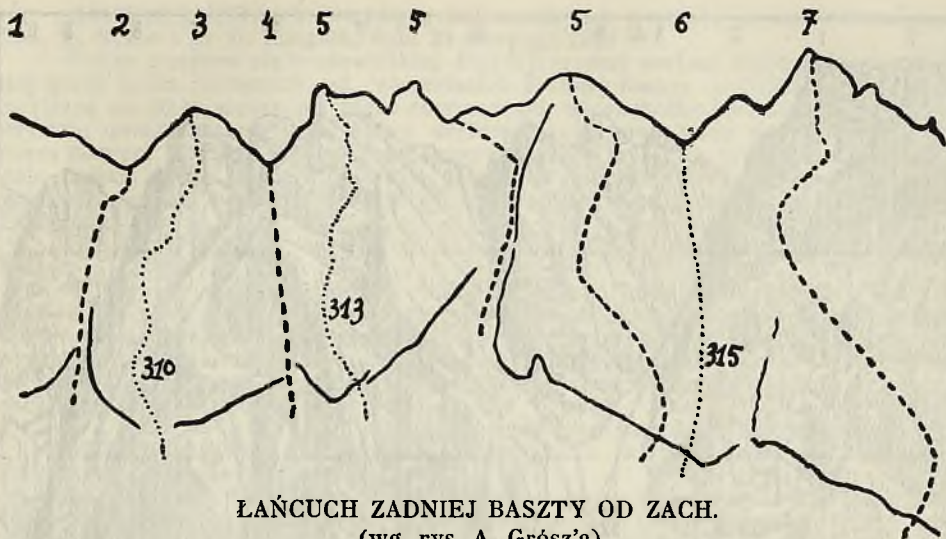 1 2 3 4 5 5 5 6 7
313
310 315
ŁAŃCUCH ZADNIEJ BASZTY OD ZACH.
(wg. rys. A. Grósz'a)